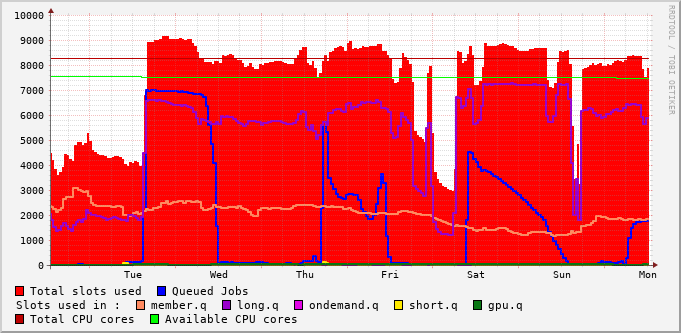 10000
9000
8000
7000
6000
5000
4000
3000
2000
1000
0
Tue Wed Thu Fri Sat Sun Mon
RRDTOOL / TOBI OETIKER
Total slots used Queued Jobs
Slots used in : member.q long.q ondemand.q short.q gpu.q
Total CPU cores Available CPU cores